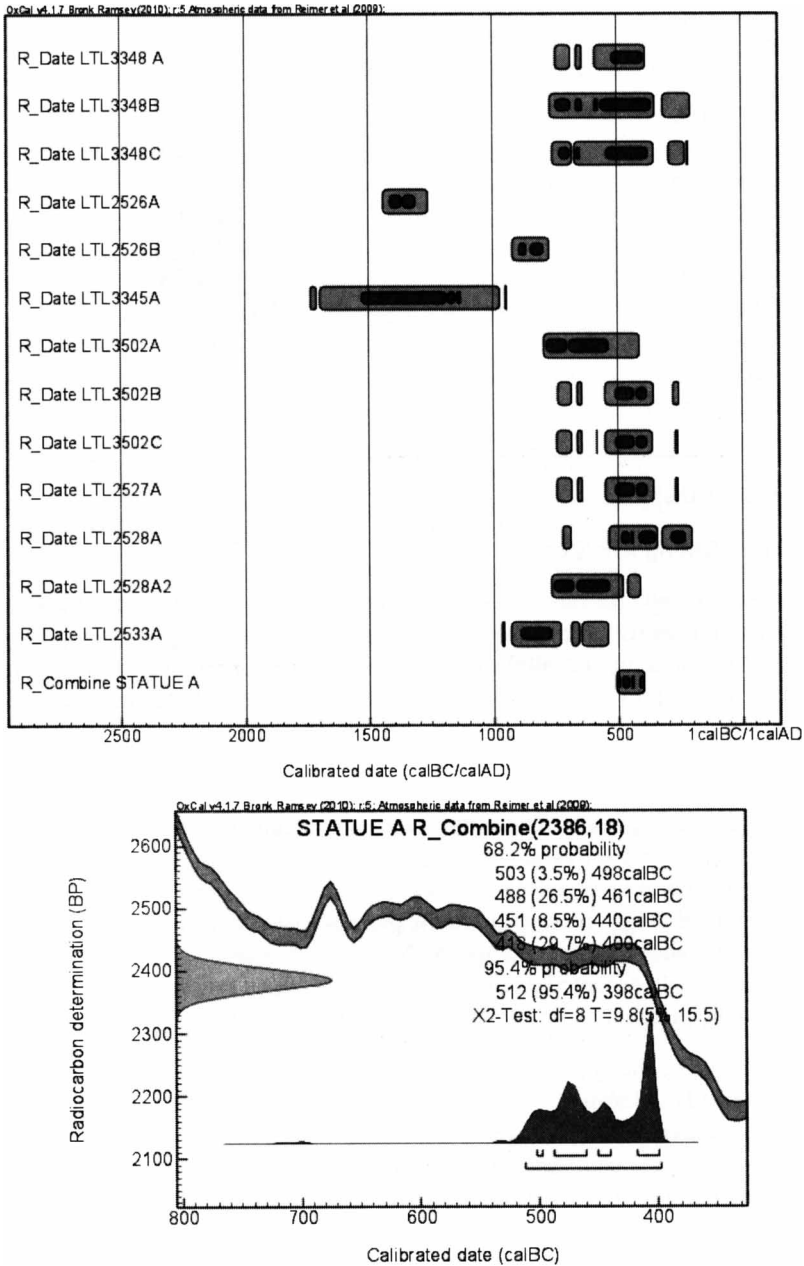 OxCal v4.1.7 Bronk Ramsey (2010); r:5 Atmospheric data from Reimer et al (2009);
R_Date LTL3348 A
R_Date LTL3348B
R_Date LTL3348C
R_Date LTL2526A
R_Date LTL2526B
R_Date LTL3345A
R_Date LTL3502A
R_Date LTL3502B
R_Date LTL3502C
R_Date LTL2527A
R_Date LTL2528A
R_Date LTL2528A2
R_Date LTL2533A
R_Combine STATUE A
2500 2000 1500 1000 500 1calBC/1calAD
Calibrated date (calBC/calAD)
OxCal v4.1.7 Bronk Ramsey (2010); r:5; Atmospheric data from Reimer et al (2009);
STATUE A R_Combine(2386,18)
68.2% probability
503 (3.5%) 498calBC
488 (26.5%) 461calBC
451 (8.5%) 440calBC
418 (29.7%) 400calBC
95.4% probability
512 (95.4%) 398calBC
X2-Test: df=8 T=9.8(5% 15.5)
Radiocarbon determination (BP)
2600
2500
2400
2300
2200
2100
800 700 600 500 400
Calibrated date (calBC)